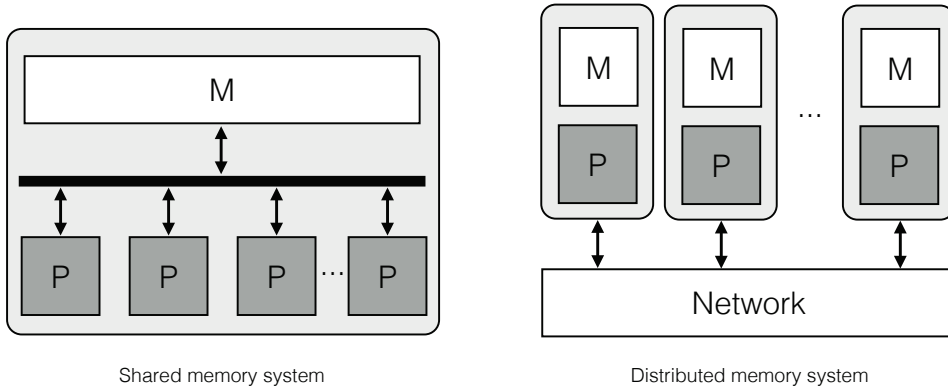 M
P P P ... P
Shared memory system
M M ... M
P P P
Network
Distributed memory system